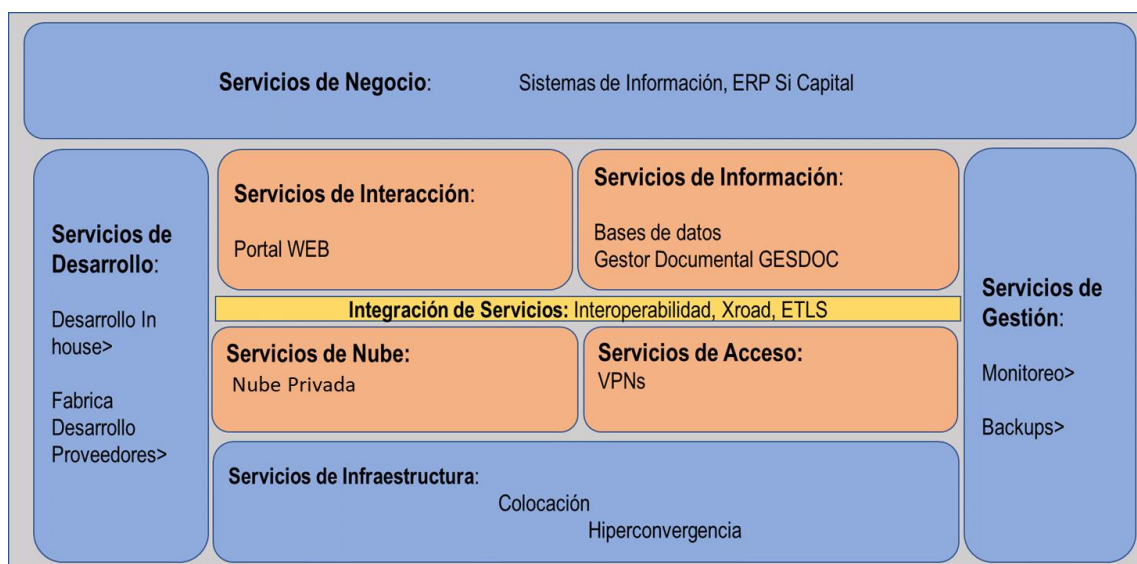 Servicios de Negocio: Sistemas de Información, ERP Si Capital
Servicios de
Desarrollo:
Desarrollo In
house>
Fabrica
Desarrollo
Proveedores>
Servicios de Interacción:
Portal WEB
Servicios de Información:
Bases de datos
Gestor Documental GESDOC
Integración de Servicios: Interoperabilidad, Xroad, ETLS
Servicios de Nube:
Nube Privada
Servicios de Acceso:
VPNs
Servicios de Infraestructura:
Colocación
Hiperconvergencia
Servicios de
Gestión:
Monitoreo>
Backups>